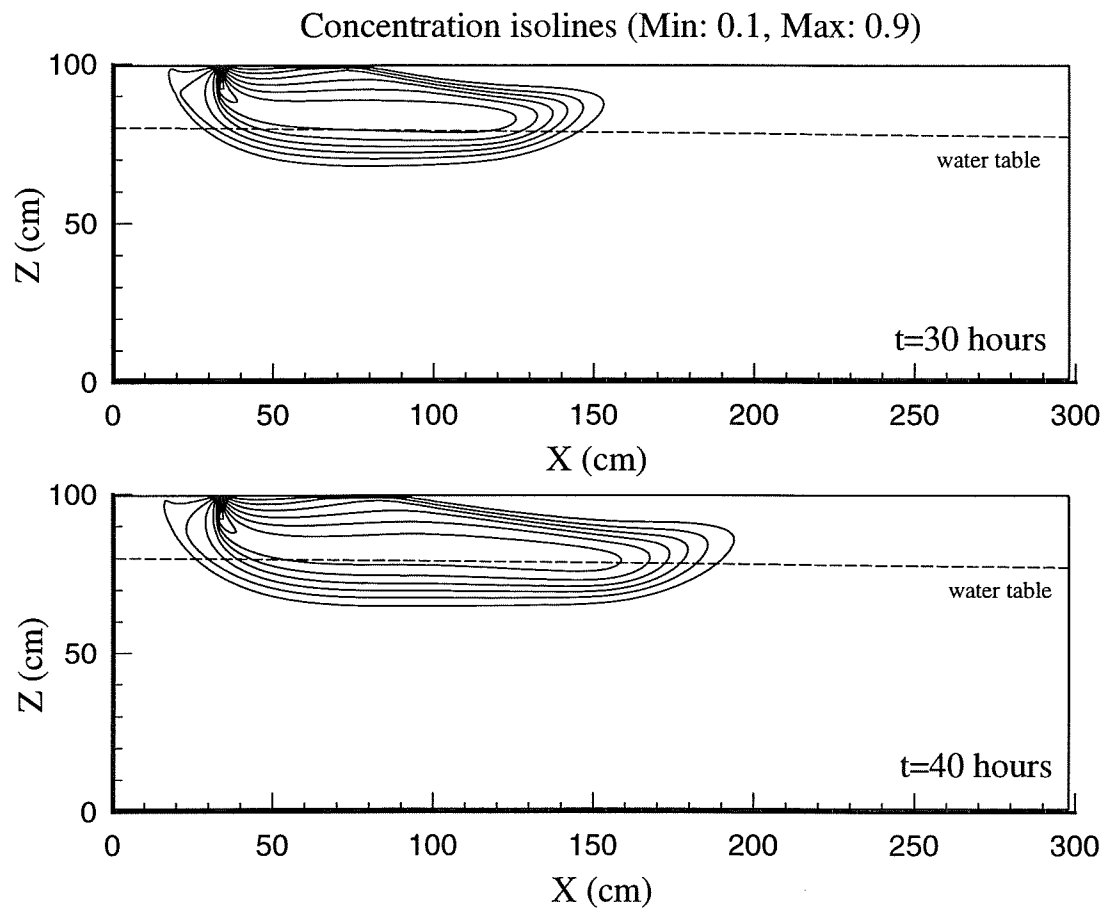 Concentration isolines (Min: 0.1, Max: 0.9)
100
50
0
Z (cm)
water table
t=30 hours
0 50 100 150 200 250 300
X (cm)
100
50
0
Z (cm)
water table
t=40 hours
0 50 100 150 200 250 300
X (cm)